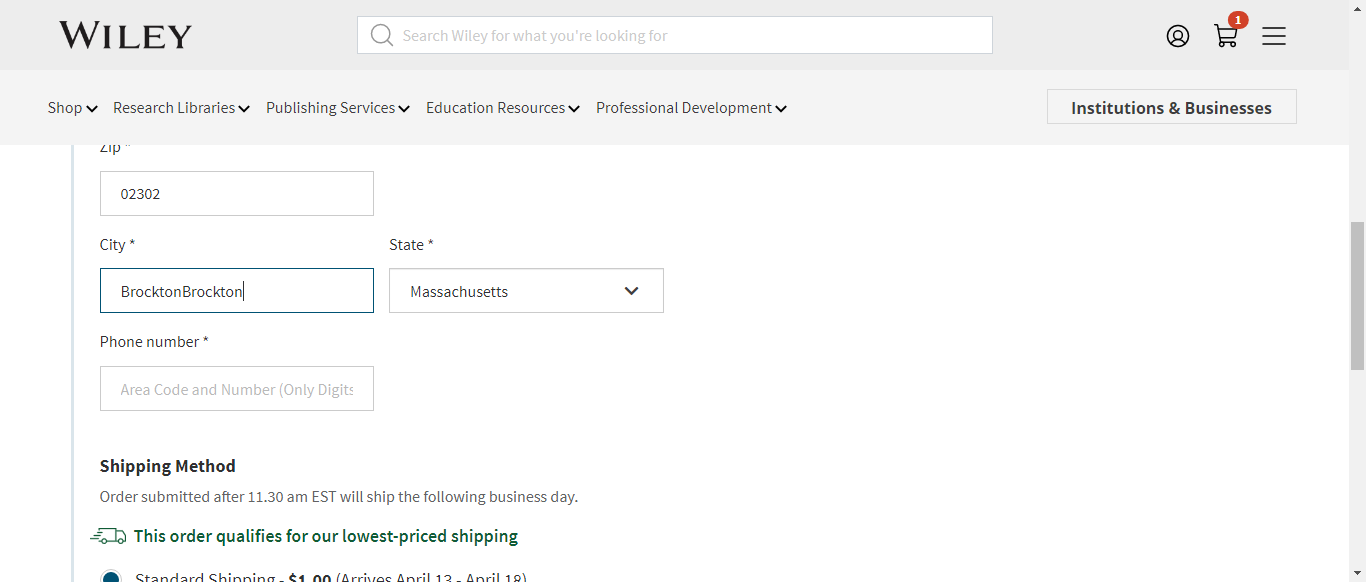 WILEY
Search Wiley for what you're looking for
1
Shop
Research Libraries
Publishing Services
Education Resources
Professional Development
Institutions & Businesses
Zip *
02302
City *
State *
BrocktonBrockton
Massachusetts
Phone number *
Area Code and Number (Only Digits
Shipping Method
Order submitted after 11.30 am EST will ship the following business day.
This order qualifies for our lowest-priced shipping
Standard Shipping - $1.00 (Arrives April 13 - April 18)